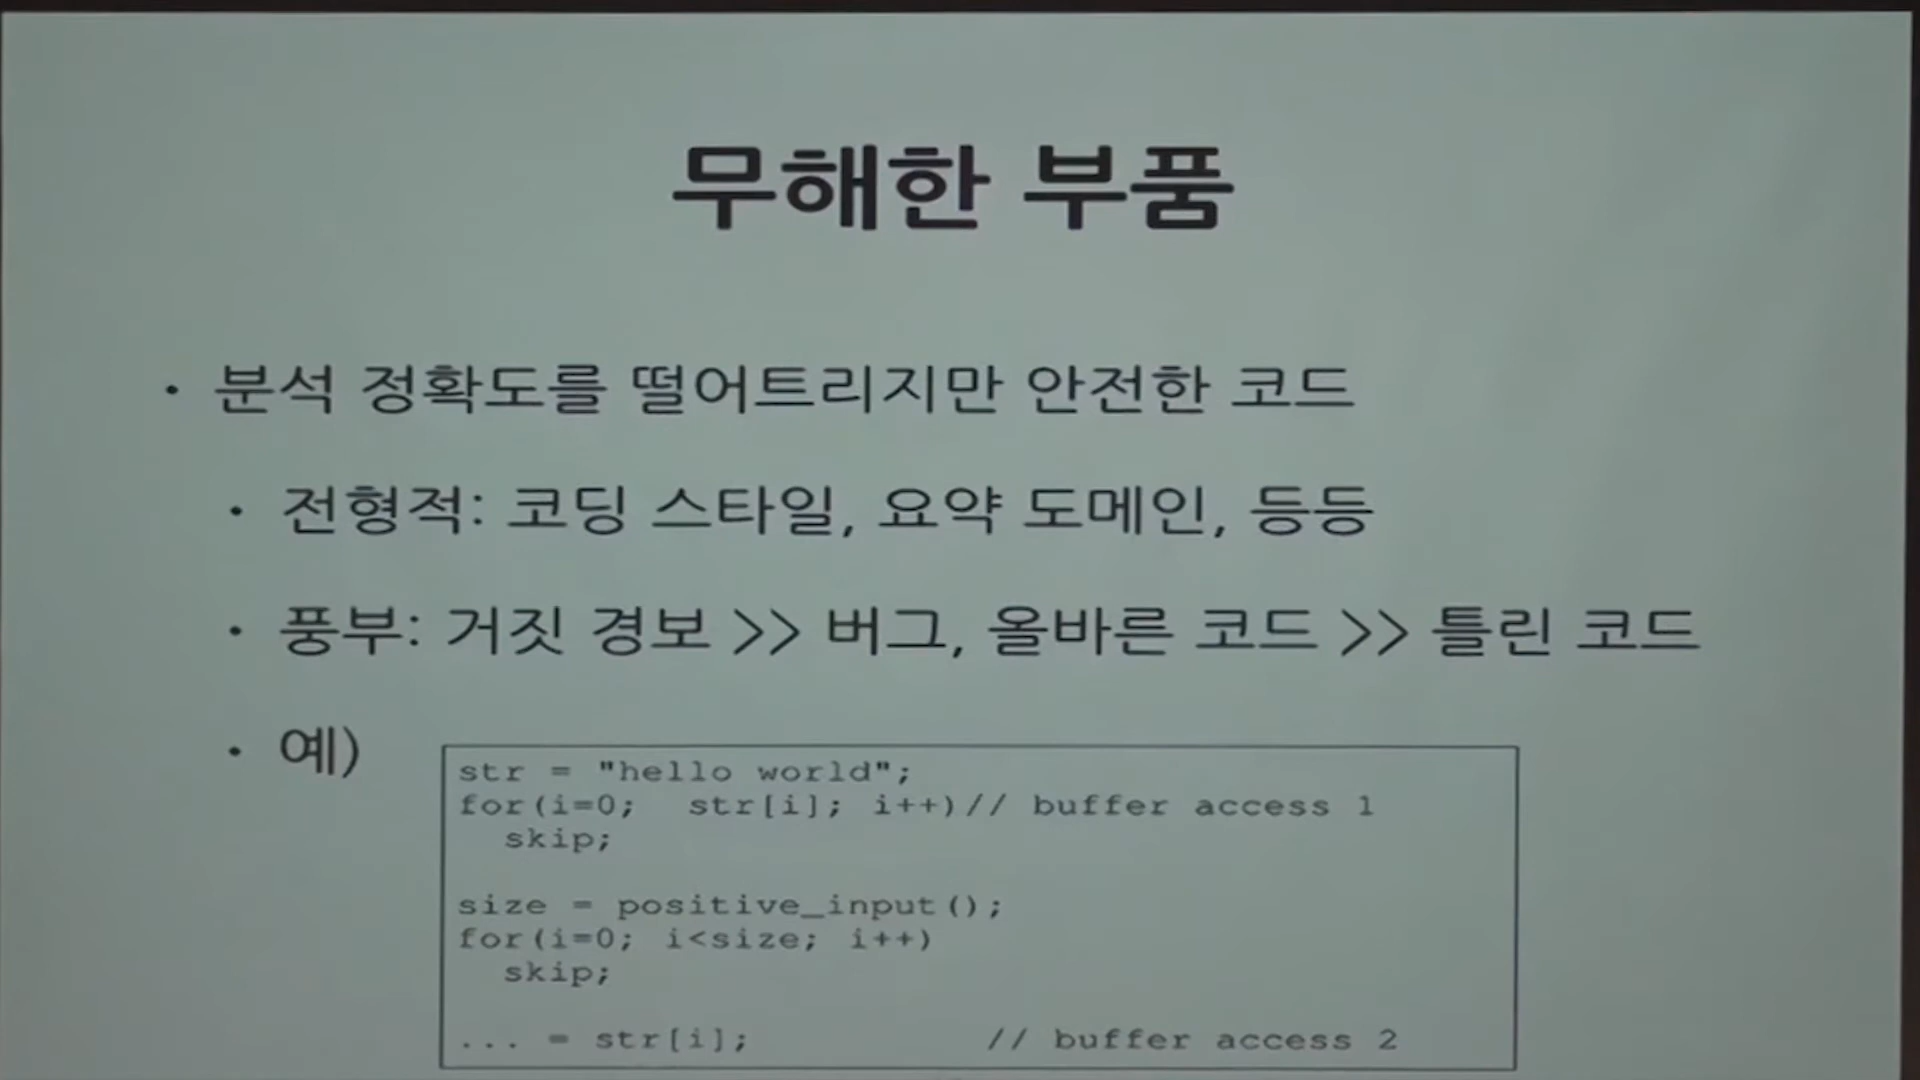 무해한 부품
• 분석 정확도를 떨어트리지만 안전한 코드
• 전형적: 코딩 스타일, 요약 도메인, 등등
• 풍부: 거짓 경보 >> 버그, 올바른 코드 >> 틀린 코드
• 예)
str = "hello world";
for(i=0;  str[i]; i++)// buffer access 1
  skip;
size = positive_input();
for(i=0; i<size; i++)
  skip;
... = str[i];          // buffer access 2